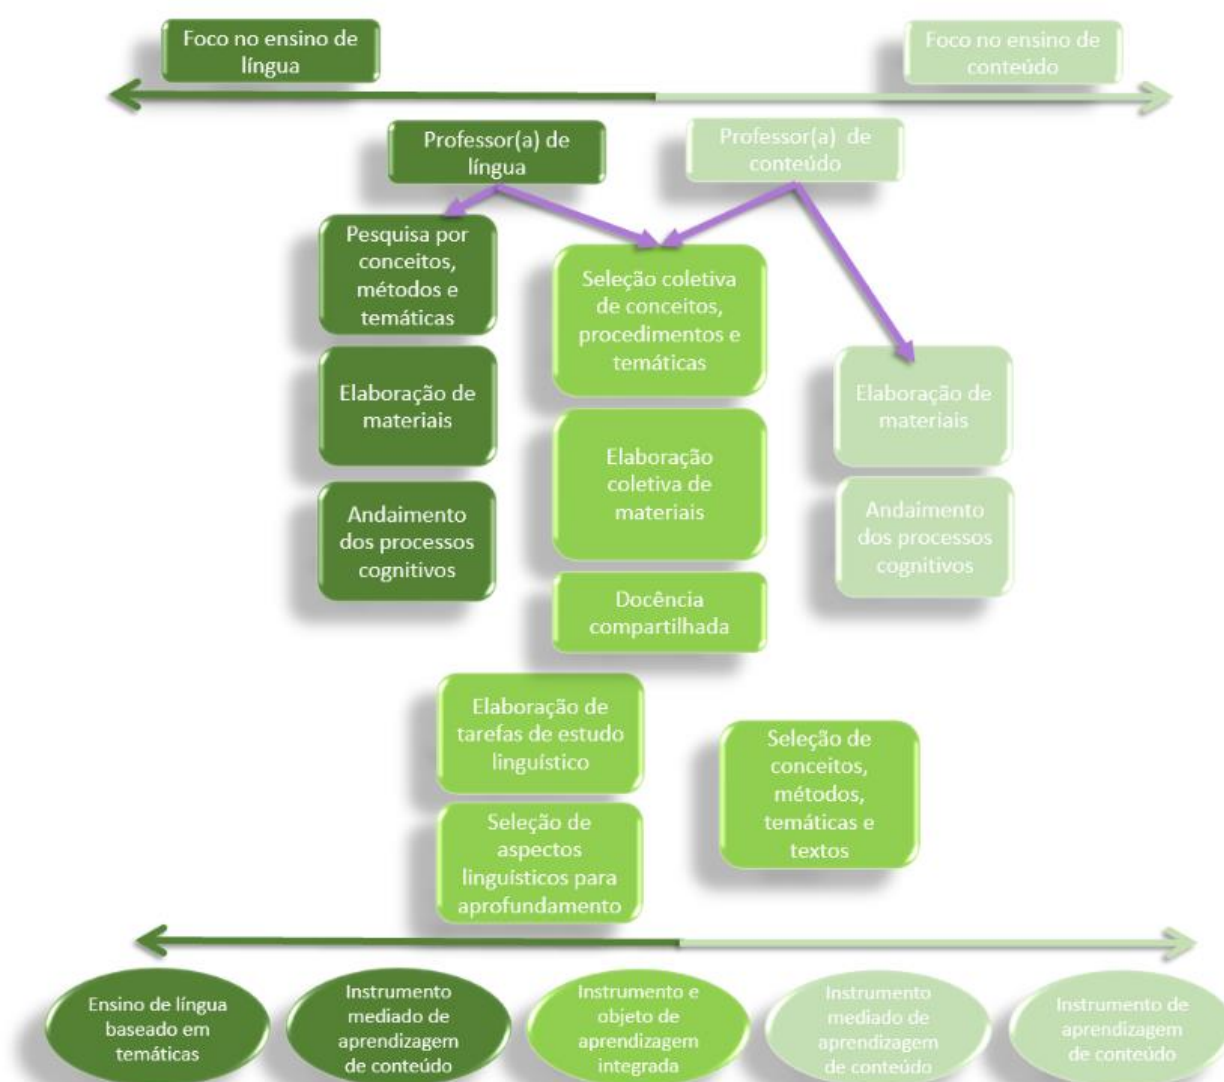 Foco no ensino de
língua
Foco no ensino de
conteúdo
Professor(a) de
língua
Professor(a) de
conteúdo
Pesquisa por
conceitos,
métodos e
temáticas
Seleção coletiva
de conceitos,
procedimentos e
temáticas
Elaboração de
materiais
Elaboração de
materiais
Elaboração
coletiva de
materiais
Andaimento
dos processos
cognitivos
Andaimento
dos processos
cognitivos
Docência
compartilhada
Elaboração de
tarefas de estudo
linguístico
Seleção de
conceitos,
métodos,
temáticas e
textos
Seleção de
aspectos
linguísticos para
aprofundamento
Ensino de língua
baseado em
temáticas
Instrumento
mediado de
aprendizagem
de conteúdo
Instrumento e
objeto de
aprendizagem
integrada
Instrumento
mediado de
aprendizagem
de conteúdo
Instrumento de
aprendizagem
de conteúdo